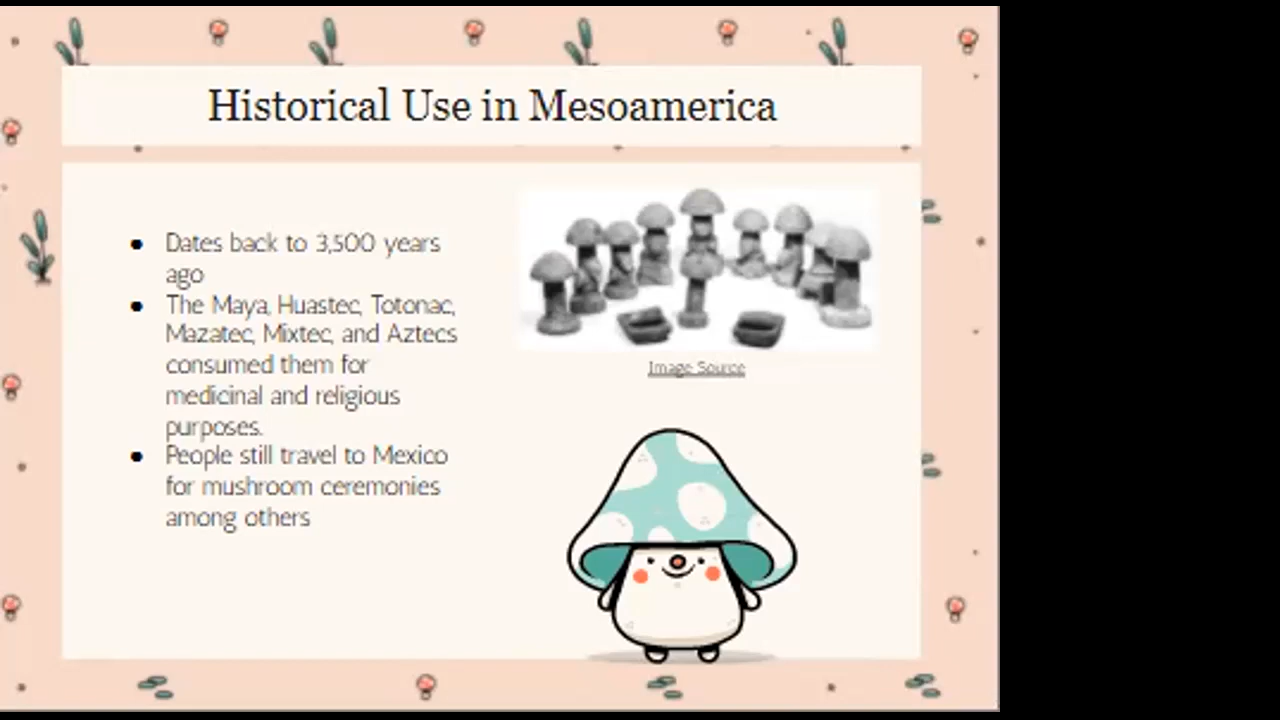 Historical Use in Mesoamerica
● Dates back to 3,500 years
ago
● The Maya, Huastec, Totonac,
Mazatec, Mixtec, and Aztecs
consumed them for
medicinal and religious
purposes.
● People still travel to Mexico
for mushroom ceremonies
among others
Image Source